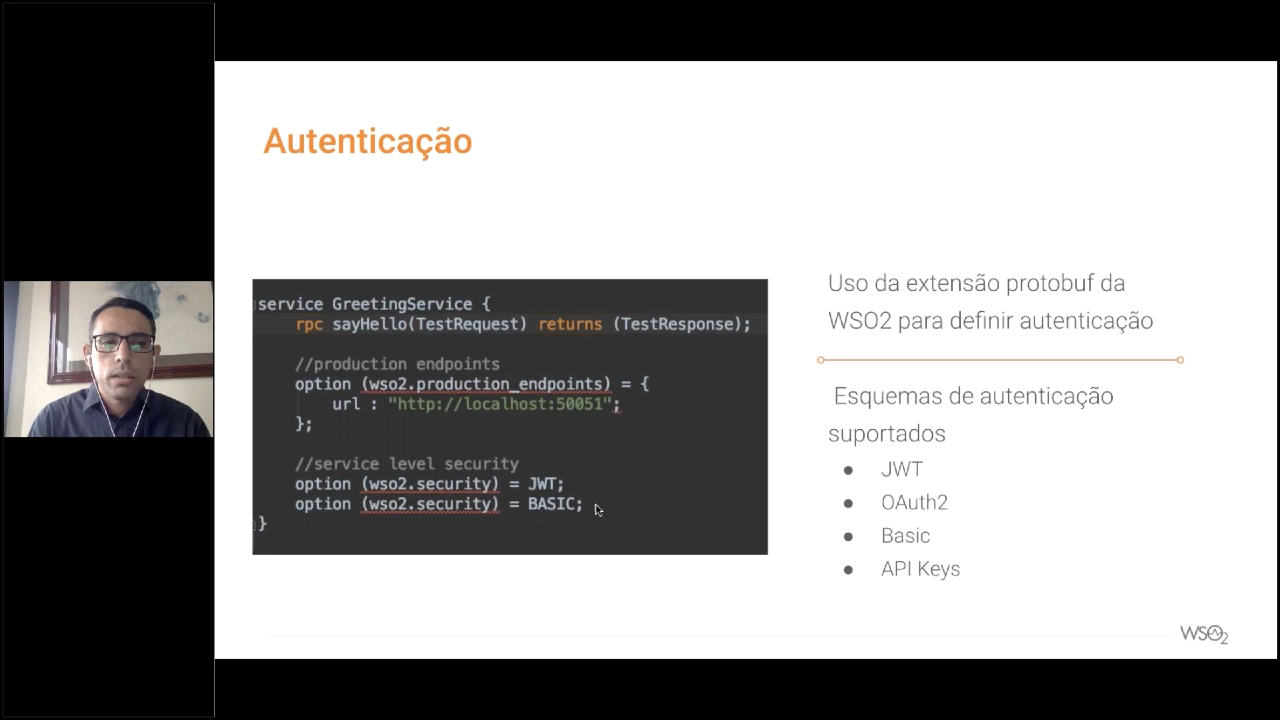 Autenticação
service GreetingService {
rpc sayHello(TestRequest) returns (TestResponse);
//production endpoints
option (wso2.production_endpoints) = {
url : "http://localhost:50051";
};
//service level security
option (wso2.security) = JWT;
option (wso2.security) = BASIC;
}
Uso da extensão protobuf da
WSO2 para definir autenticação
Esquemas de autenticação
suportados
● JWT
● OAuth2
● Basic
● API Keys
WSO2